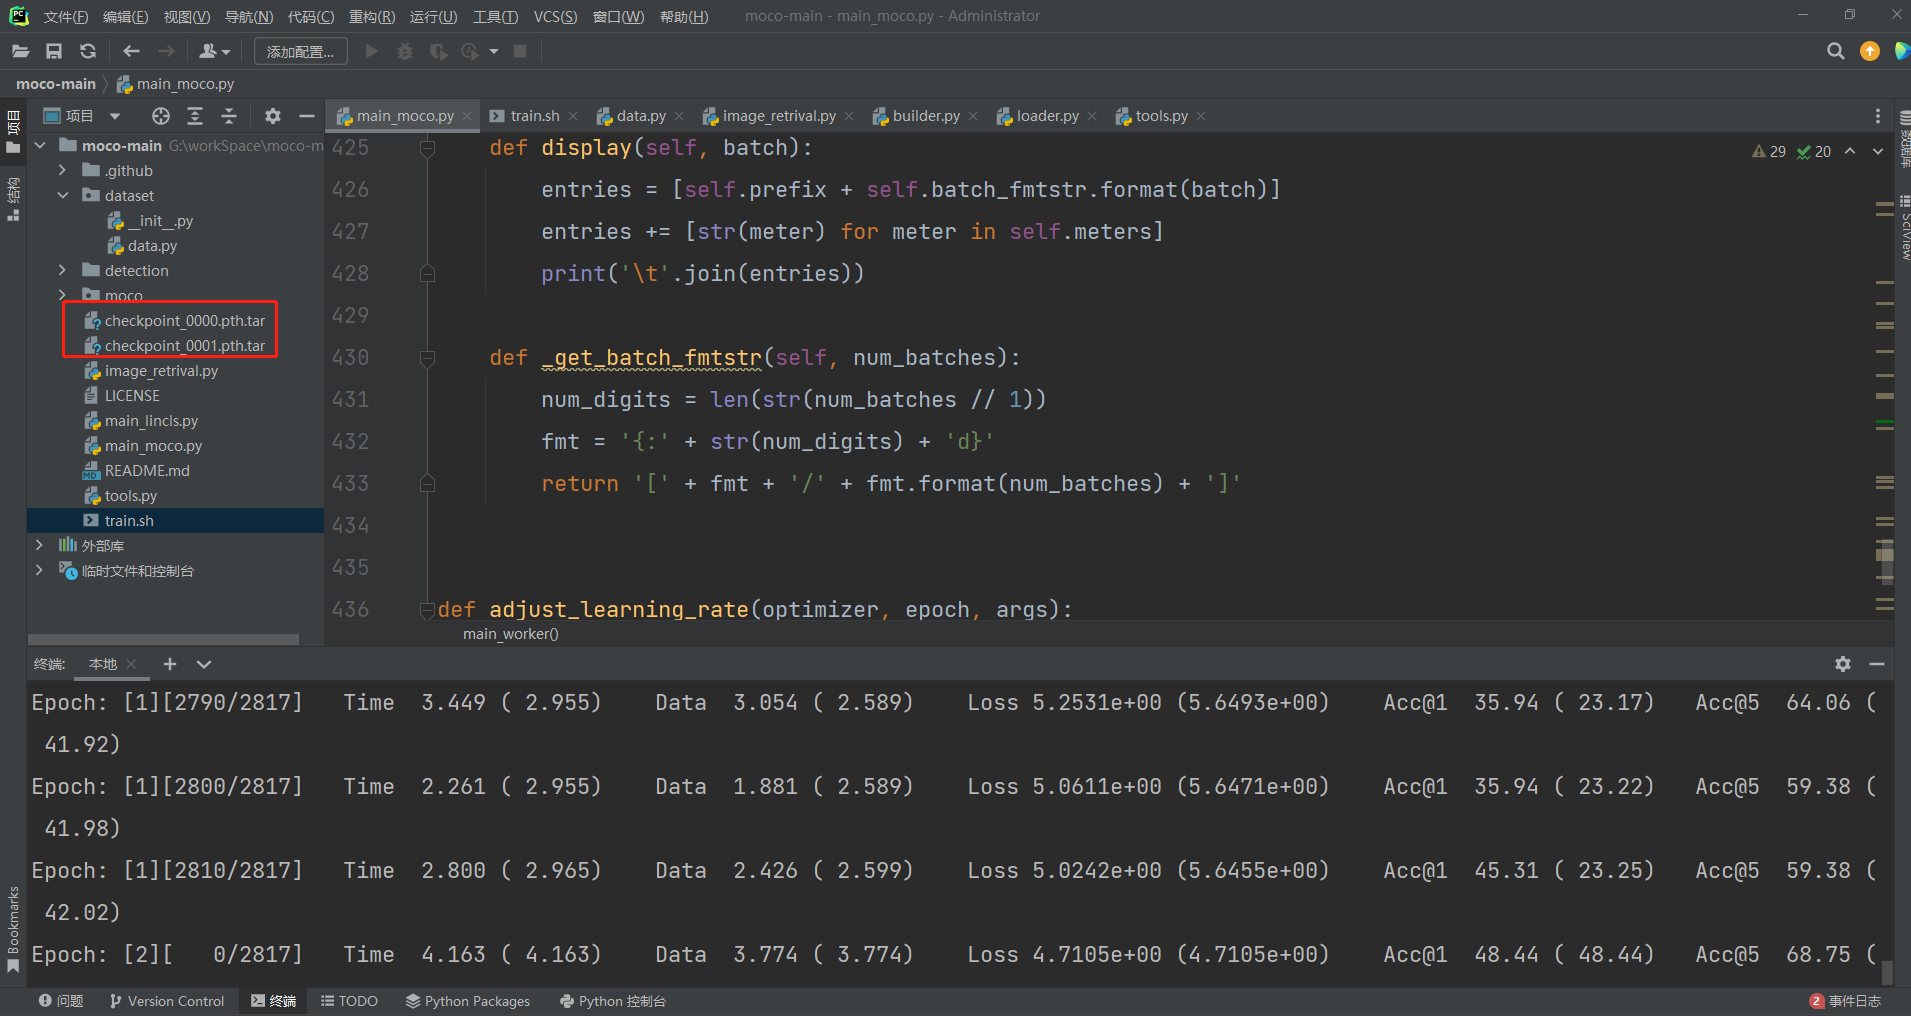 文件(F) 编辑(E) 视图(V) 导航(N) 代码(C) 重构(R) 运行(U) 工具(T) VCS(S) 窗口(W) 帮助(H) moco-main - main_moco.py - Administrator
添加配置...
moco-main main_moco.py
项目
main_moco.py train.sh data.py image_retrival.py builder.py loader.py tools.py
项目
结构
Bookmarks
moco-main G:\workSpace\moco-m
.github
dataset
__init__.py
data.py
detection
moco
checkpoint_0000.pth.tar
checkpoint_0001.pth.tar
image_retrival.py
LICENSE
main_lincls.py
main_moco.py
README.md
tools.py
train.sh
外部库
临时文件和控制台
29 20
425 def display(self, batch):
426 entries = [self.prefix + self.batch_fmtstr.format(batch)]
427 entries += [str(meter) for meter in self.meters]
428 print('\t'.join(entries))
429
430 def _get_batch_fmtstr(self, num_batches):
431 num_digits = len(str(num_batches // 1))
432 fmt = '{:' + str(num_digits) + 'd}'
433 return '[' + fmt + '/' + fmt.format(num_batches) + ']'
434
435
436 def adjust_learning_rate(optimizer, epoch, args):
main_worker()
数据库
SciView
终端: 本地
Epoch: [1][2790/2817] Time 3.449 ( 2.955) Data 3.054 ( 2.589) Loss 5.2531e+00 (5.6493e+00) Acc@1 35.94 ( 23.17) Acc@5 64.06 (
41.92)
Epoch: [1][2800/2817] Time 2.261 ( 2.955) Data 1.881 ( 2.589) Loss 5.0611e+00 (5.6471e+00) Acc@1 35.94 ( 23.22) Acc@5 59.38 (
41.98)
Epoch: [1][2810/2817] Time 2.800 ( 2.965) Data 2.426 ( 2.599) Loss 5.0242e+00 (5.6455e+00) Acc@1 45.31 ( 23.25) Acc@5 59.38 (
42.02)
Epoch: [2][ 0/2817] Time 4.163 ( 4.163) Data 3.774 ( 3.774) Loss 4.7105e+00 (4.7105e+00) Acc@1 48.44 ( 48.44) Acc@5 68.75 (
问题 Version Control 终端 TODO Python Packages Python 控制台 2 事件日志